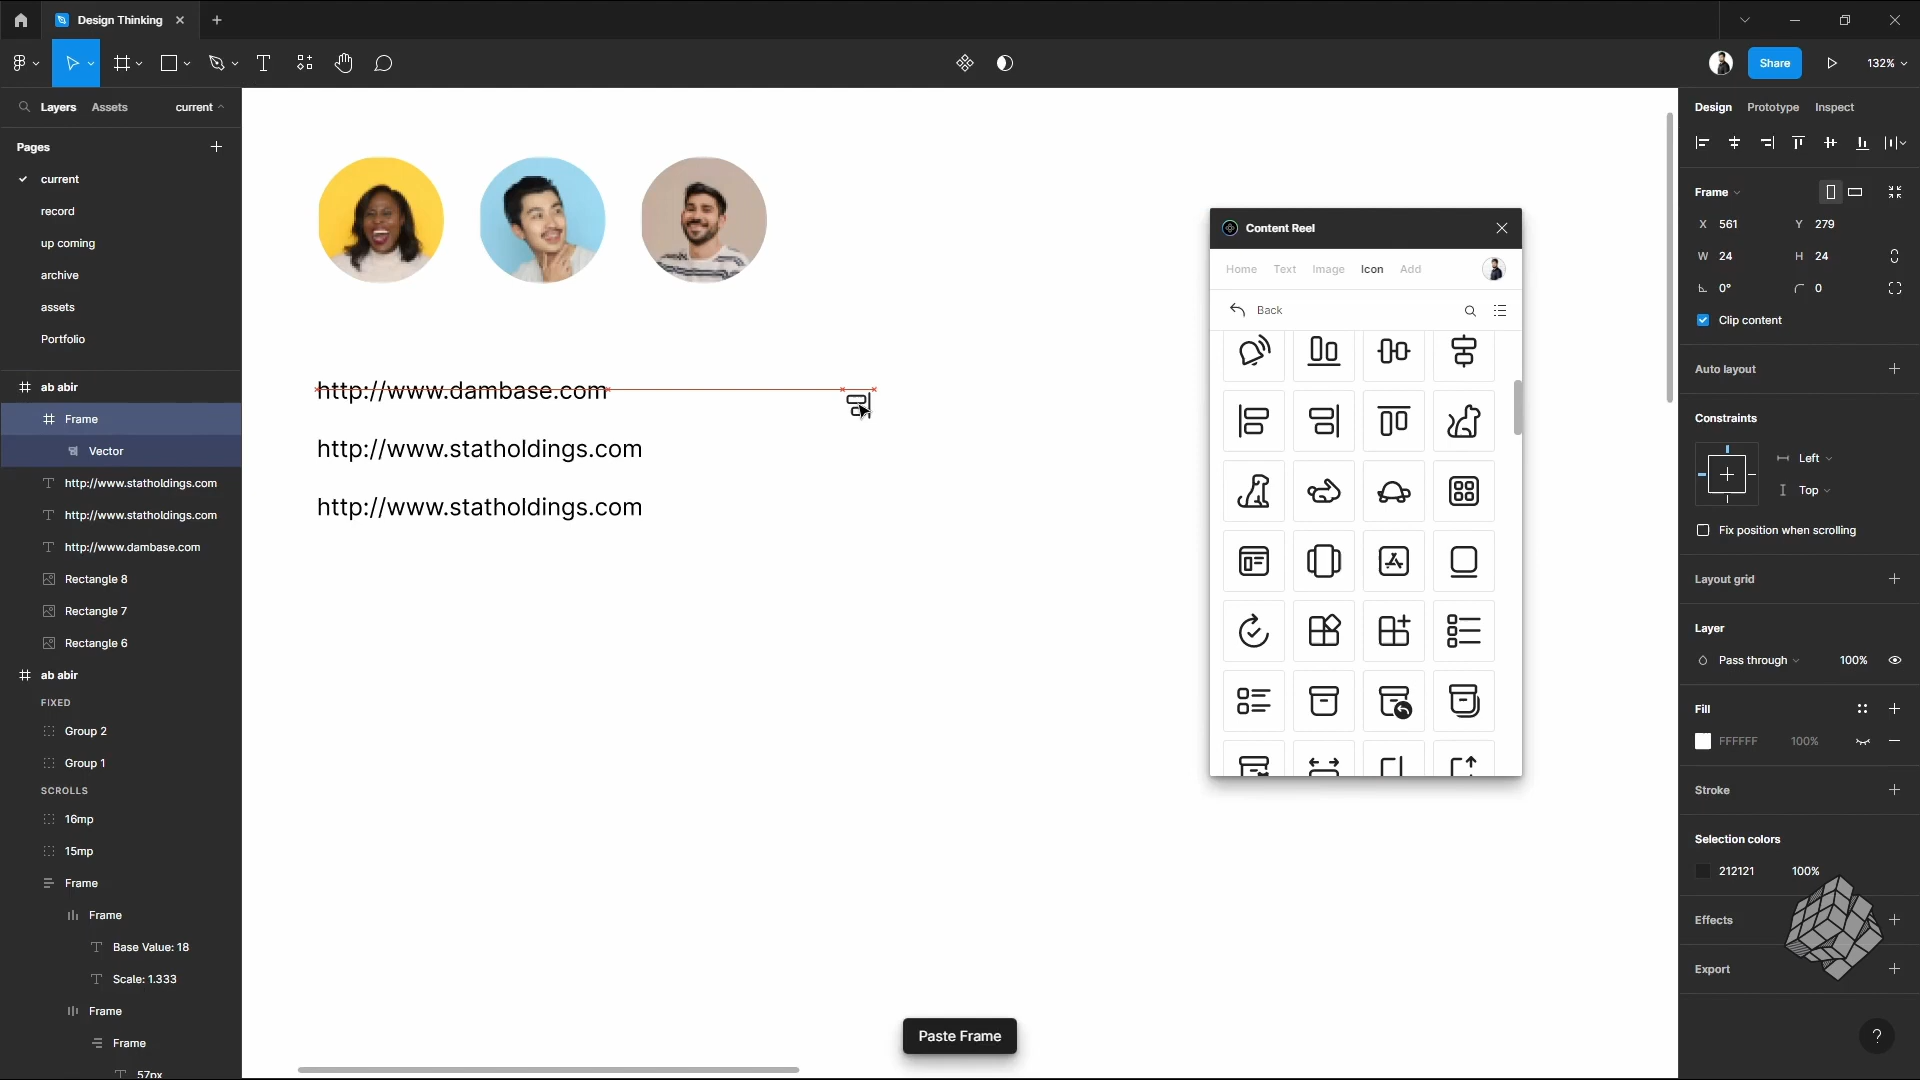 Design Thinking
Share
132%
Layers Assets current
Pages
current
record
up coming
archive
assets
Portfolio
ab abir
Frame
Vector
http://www.statholdings.com
http://www.statholdings.com
http://www.dambase.com
Rectangle 8
Rectangle 7
Rectangle 6
ab abir
FIXED
Group 2
Group 1
SCROLLS
16mp
15mp
Frame
Frame
Base Value: 18
Scale: 1.333
Frame
Frame
57px
http://www.dambase.com
http://www.statholdings.com
http://www.statholdings.com
Content Reel
Home Text Image Icon Add
Back
Paste Frame
Design Prototype Inspect
Frame
X 561 Y 279
W 24 H 24
0° 0
Clip content
Auto layout
Constraints
Left
Top
Fix position when scrolling
Layout grid
Layer
Pass through 100%
Fill
FFFFFF 100%
Stroke
Selection colors
212121 100%
Effects
Export
?